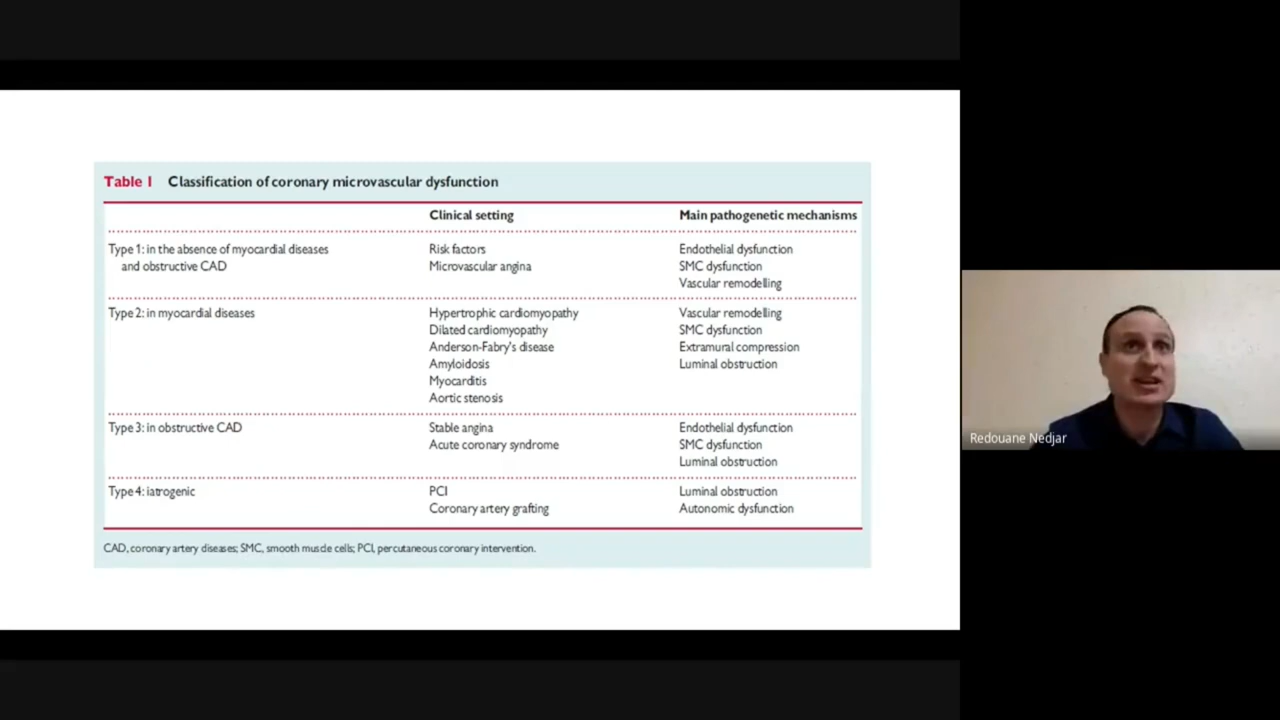 Table 1 Classification of coronary microvascular dysfunction
Clinical setting Main pathogenetic mechanisms
Type 1: in the absence of myocardial diseases Risk factors Endothelial dysfunction
and obstructive CAD Microvascular angina SMC dysfunction
Vascular remodelling
Type 2: in myocardial diseases Hypertrophic cardiomyopathy Vascular remodelling
Dilated cardiomyopathy SMC dysfunction
Anderson-Fabry's disease Extramural compression
Amyloidosis Luminal obstruction
Myocarditis
Aortic stenosis
Type 3: in obstructive CAD Stable angina Endothelial dysfunction
Acute coronary syndrome SMC dysfunction
Luminal obstruction
Type 4: iatrogenic PCI Luminal obstruction
Coronary artery grafting Autonomic dysfunction
CAD, coronary artery diseases; SMC, smooth muscle cells; PCI, percutaneous coronary intervention.
Redouane Nedjar